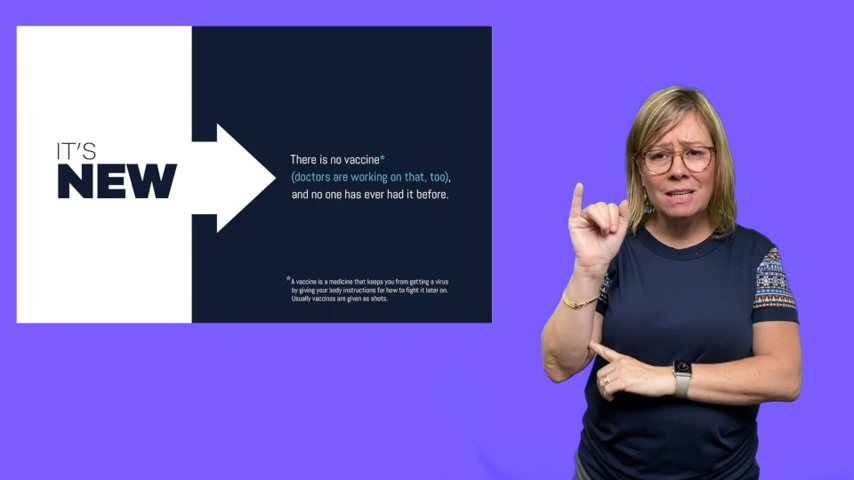 IT'S
NEW
There is no vaccine*
(doctors are working on that, too),
and no one has ever had it before.
*A vaccine is a medicine that keeps you from getting a virus
by giving your body instructions for how to fight it later on.
Usually vaccines are given as shots.